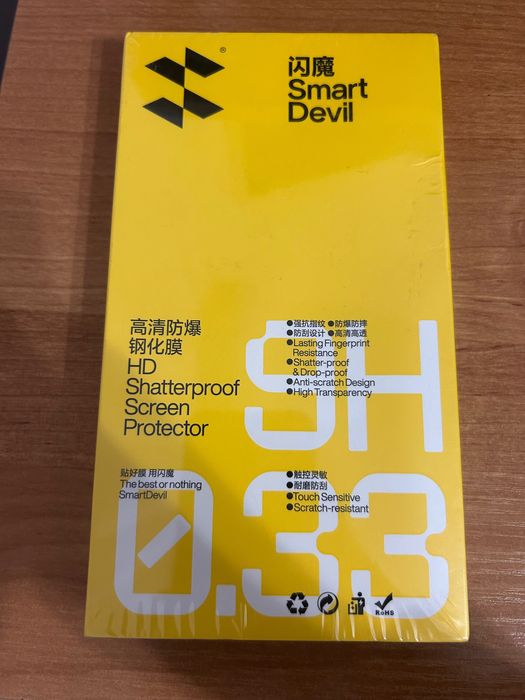 ®
闪魔
Smart
Devil
高清防爆
钢化膜
HD
Shatterproof
Screen
Protector
9H
●强抗指纹 ●防爆防摔
●防刮设计 ●高清高透
●Lasting Fingerprint
Resistance
●Shatter-proof
& Drop-proof
●Anti-scratch Design
●High Transparency
贴好膜 用闪魔
The best or nothing
SmartDevil
●触控灵敏
●耐磨防刮
●Touch Sensitive
●Scratch-resistant
0.33
RoHS